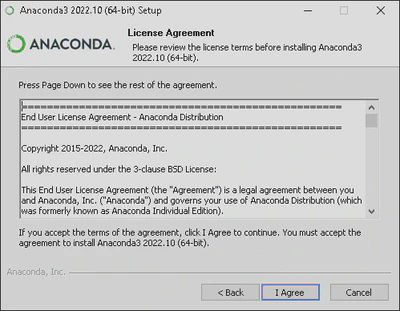 Anaconda3 2022.10 (64-bit) Setup
ANACONDA.
License Agreement
Please review the license terms before installing Anaconda3
2022.10 (64-bit).
Press Page Down to see the rest of the agreement.
======================================================
End User License Agreement - Anaconda Distribution
======================================================
Copyright 2015-2022, Anaconda, Inc.
All rights reserved under the 3-clause BSD License:
This End User License Agreement (the "Agreement") is a legal agreement between you
and Anaconda, Inc. ("Anaconda") and governs your use of Anaconda Distribution (which
was formerly known as Anaconda Individual Edition).
If you accept the terms of the agreement, click I Agree to continue. You must accept the
agreement to install Anaconda3 2022.10 (64-bit).
Anaconda, Inc.
< Back
I Agree
Cancel